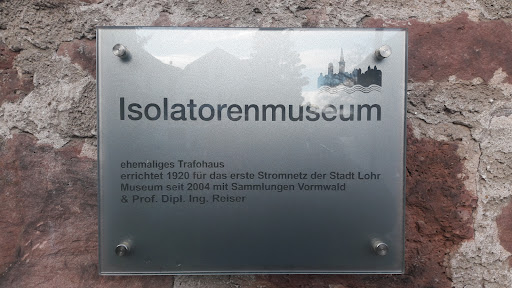 Isolatorenmuseum
ehemaliges Trafohaus
errichtet 1920 für das erste Stromnetz der Stadt Lohr
Museum seit 2004 mit Sammlungen Vormwald
& Prof. Dipl. Ing. Reiser